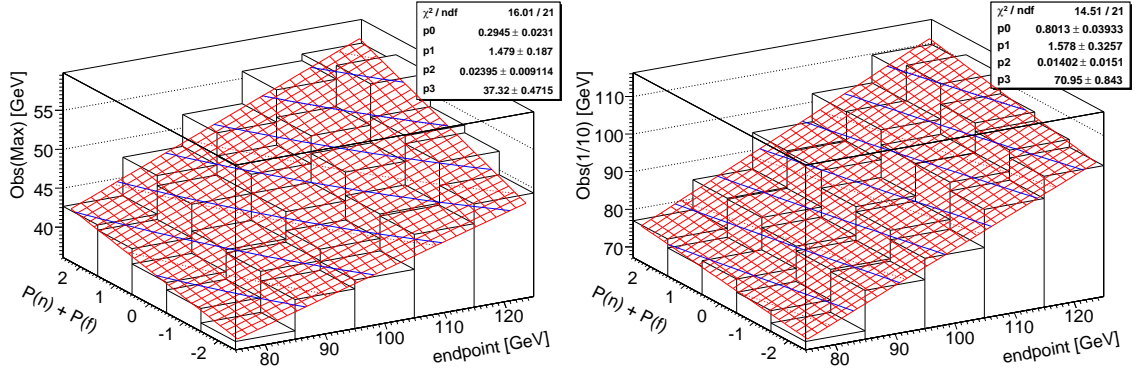 χ² / ndf 16.01 / 21
p0 0.2945 ± 0.0231
p1 1.479 ± 0.187
p2 0.02395 ± 0.009114
p3 37.32 ± 0.4715
Obs(Max) [GeV]
55
50
45
40
2
1
0
-1
-2
P(n) + P(f)
80
90
100
110
120
endpoint [GeV]
χ² / ndf 14.51 / 21
p0 0.8013 ± 0.03933
p1 1.578 ± 0.3257
p2 0.01402 ± 0.0151
p3 70.95 ± 0.843
Obs(1/10) [GeV]
110
100
90
80
70
2
1
0
-1
-2
P(n) + P(f)
80
90
100
110
120
endpoint [GeV]